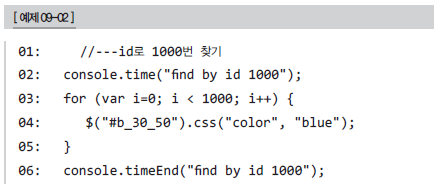 [ 예제 09-02 ]
01: //---id로 1000번 찾기
02: console.time("find by id 1000");
03: for (var i=0; i < 1000; i++) {
04: $("#b_30_50").css("color", "blue");
05: }
06: console.timeEnd("find by id 1000");